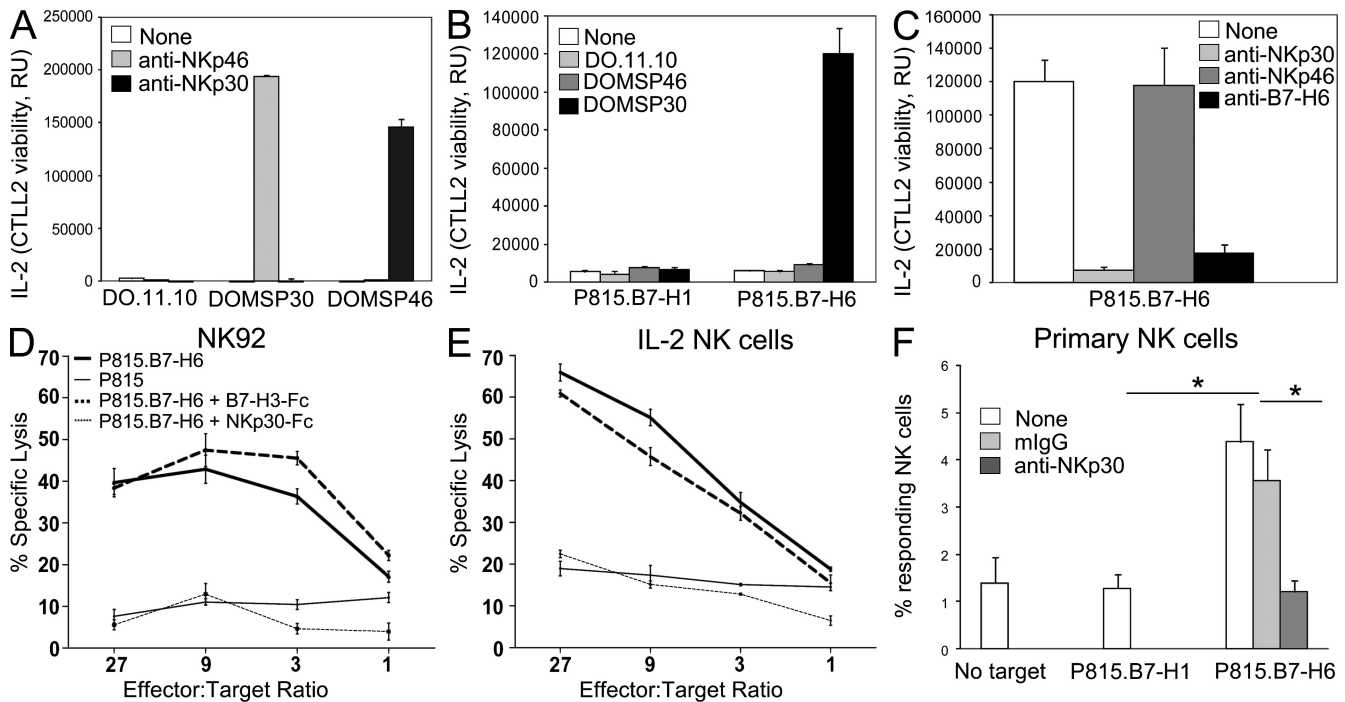 A
IL-2 (CTLL2 viability, RU)
250000
200000
150000
100000
50000
0
None
anti-NKp46
anti-NKp30
DO.11.10 DOMSP30 DOMSP46
B
IL-2 (CTLL2 viability, RU)
140000
120000
100000
80000
60000
40000
20000
0
None
DO.11.10
DOMSP46
DOMSP30
P815.B7-H1 P815.B7-H6
C
IL-2 (CTLL2 viability, RU)
160000
140000
120000
100000
80000
60000
40000
20000
0
None
anti-NKp30
anti-NKp46
anti-B7-H6
P815.B7-H6
D
NK92
% Specific Lysis
70
60
50
40
30
20
10
0
P815.B7-H6
P815
P815.B7-H6 + B7-H3-Fc
P815.B7-H6 + NKp30-Fc
27 9 3 1
Effector:Target Ratio
E
IL-2 NK cells
% Specific Lysis
70
60
50
40
30
20
10
0
27 9 3 1
Effector:Target Ratio
F
Primary NK cells
% responding NK cells
6
5
4
3
2
1
0
None
mIgG
anti-NKp30
* *
No target P815.B7-H1 P815.B7-H6